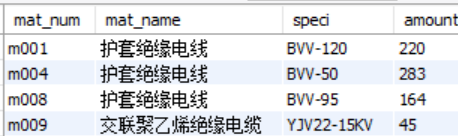 mat_num mat_name speci amount
m001 护套绝缘电线 BVV-120 220
m004 护套绝缘电线 BVV-50 283
m008 护套绝缘电线 BVV-95 164
m009 交联聚乙烯绝缘电缆 YJV22-15KV 45